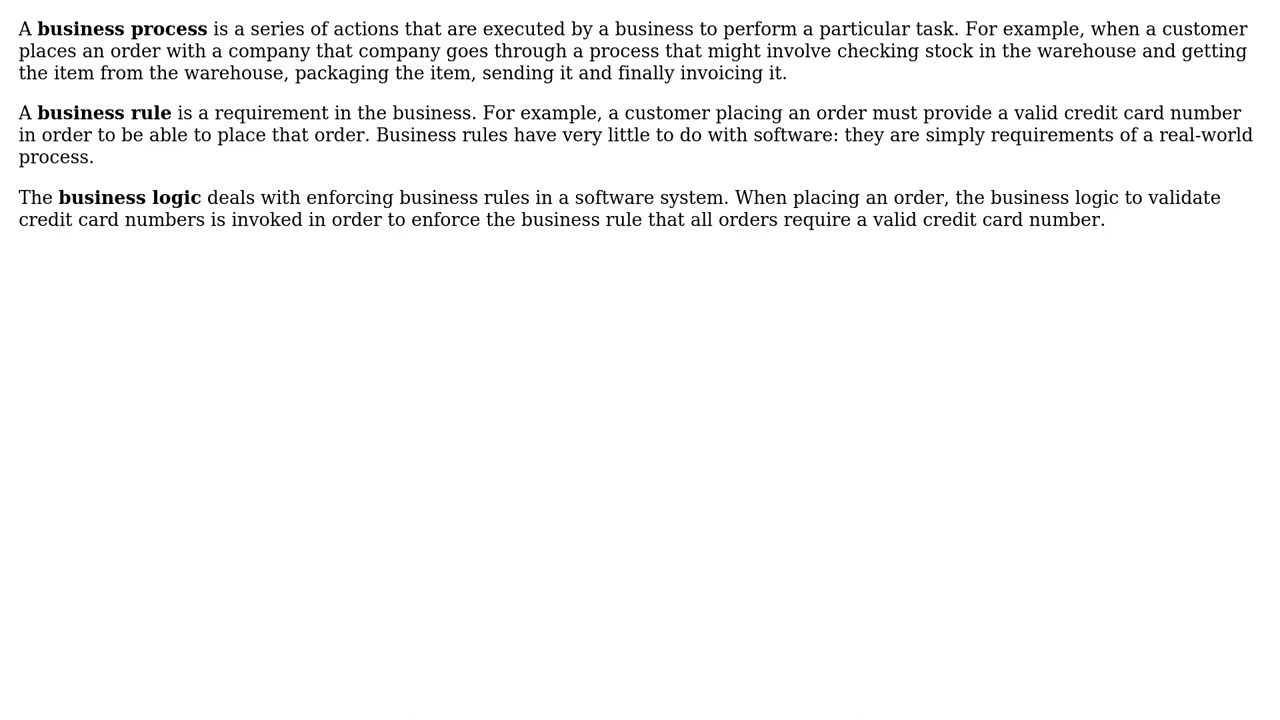 A business process is a series of actions that are executed by a business to perform a particular task. For example, when a customer
places an order with a company that company goes through a process that might involve checking stock in the warehouse and getting
the item from the warehouse, packaging the item, sending it and finally invoicing it.
A business rule is a requirement in the business. For example, a customer placing an order must provide a valid credit card number
in order to be able to place that order. Business rules have very little to do with software: they are simply requirements of a real-world
process.
The business logic deals with enforcing business rules in a software system. When placing an order, the business logic to validate
credit card numbers is invoked in order to enforce the business rule that all orders require a valid credit card number.